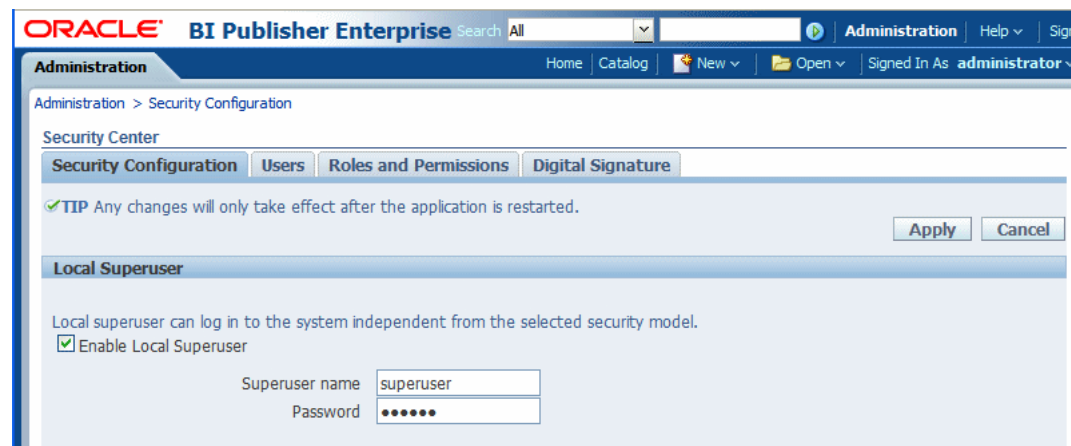 ORACLE' BI Publisher Enterprise Search All Administration Help Sig
Administration Home Catalog New Open Signed In As administrator
Administration > Security Configuration
Security Center
Security Configuration Users Roles and Permissions Digital Signature
TIP Any changes will only take effect after the application is restarted.
Apply Cancel
Local Superuser
Local superuser can log in to the system independent from the selected security model.
Enable Local Superuser
Superuser name superuser
Password ●●●●●●